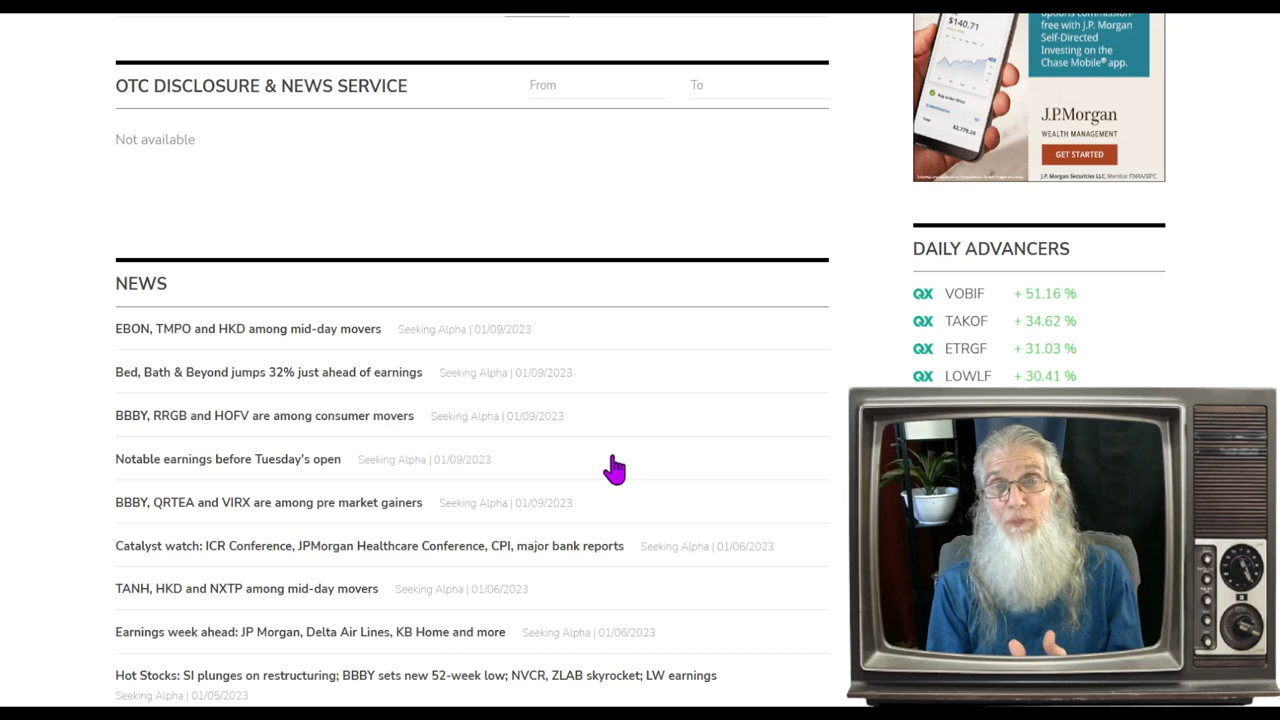 OTC DISCLOSURE & NEWS SERVICE
From
To
Not available
NEWS
EBON, TMPO and HKD among mid-day movers Seeking Alpha | 01/09/2023
Bed, Bath & Beyond jumps 32% just ahead of earnings Seeking Alpha | 01/09/2023
BBBY, RRGB and HOFV are among consumer movers Seeking Alpha | 01/09/2023
Notable earnings before Tuesday's open Seeking Alpha | 01/09/2023
BBBY, QRTEA and VIRX are among pre market gainers Seeking Alpha | 01/09/2023
Catalyst watch: ICR Conference, JPMorgan Healthcare Conference, CPI, major bank reports Seeking Alpha | 01/06/2023
TANH, HKD and NXTP among mid-day movers Seeking Alpha | 01/06/2023
Earnings week ahead: JP Morgan, Delta Air Lines, KB Home and more Seeking Alpha | 01/06/2023
Hot Stocks: SI plunges on restructuring; BBBY sets new 52-week low; NVCR, ZLAB skyrocket; LW earnings
Seeking Alpha | 01/05/2023
$140.71
options commission-
free with J.P. Morgan
Self-Directed
Investing on the
Chase Mobile® app.
J.P.Morgan
WEALTH MANAGEMENT
GET STARTED
J.P. Morgan Securities LLC, Member FINRA/SIPC.
DAILY ADVANCERS
QX VOBIF + 51.16 %
QX TAKOF + 34.62 %
QX ETRGF + 31.03 %
QX LOWLF + 30.41 %